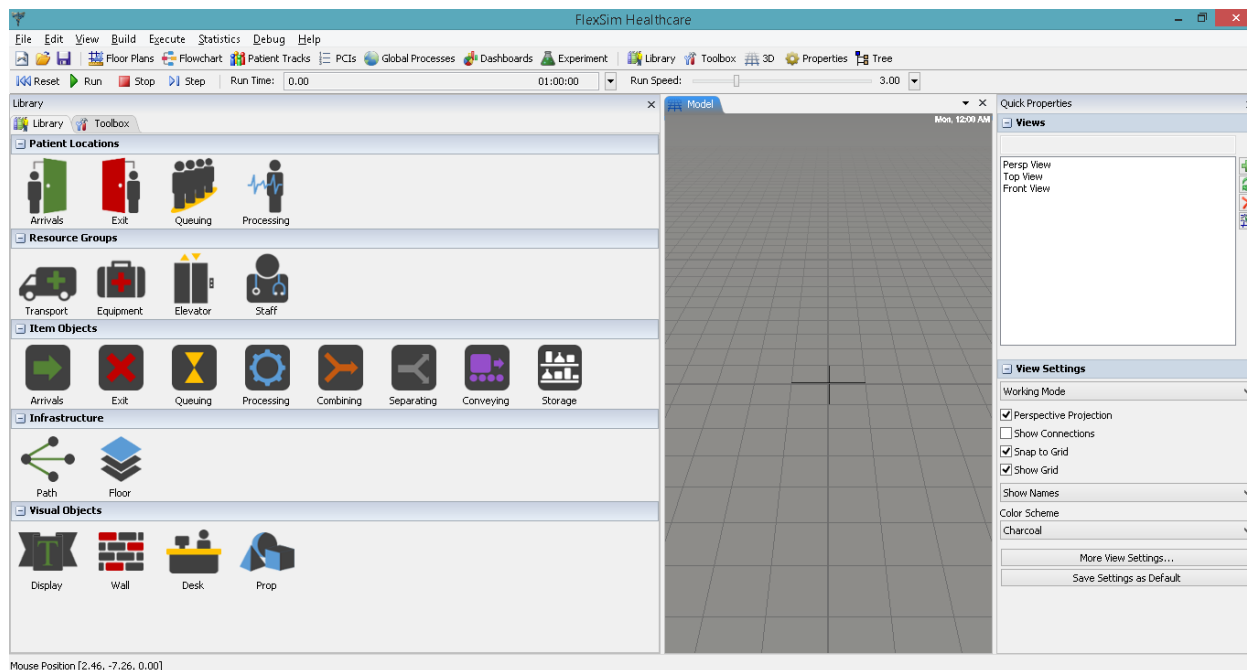 FlexSim Healthcare
File Edit View Build Execute Statistics Debug Help
Floor Plans Flowchart Patient Tracks PCIs Global Processes Dashboards Experiment Library Toolbox 3D Properties Tree
Reset Run Stop Step Run Time: 0.00 01:00:00 Run Speed: 3.00
Library
Library Toolbox
Patient Locations
Arrivals Exit Queuing Processing
Resource Groups
Transport Equipment Elevator Staff
Item Objects
Arrivals Exit Queuing Processing Combining Separating Conveying Storage
Infrastructure
Path Floor
Visual Objects
T
Display Wall Desk Prop
Model
Mon, 12:00 AM
Quick Properties
Views
Persp View
Top View
Front View
View Settings
Working Mode
Perspective Projection
Show Connections
Snap to Grid
Show Grid
Show Names
Color Scheme
Charcoal
More View Settings...
Save Settings as Default
Mouse Position [2.46, -7.26, 0.00]